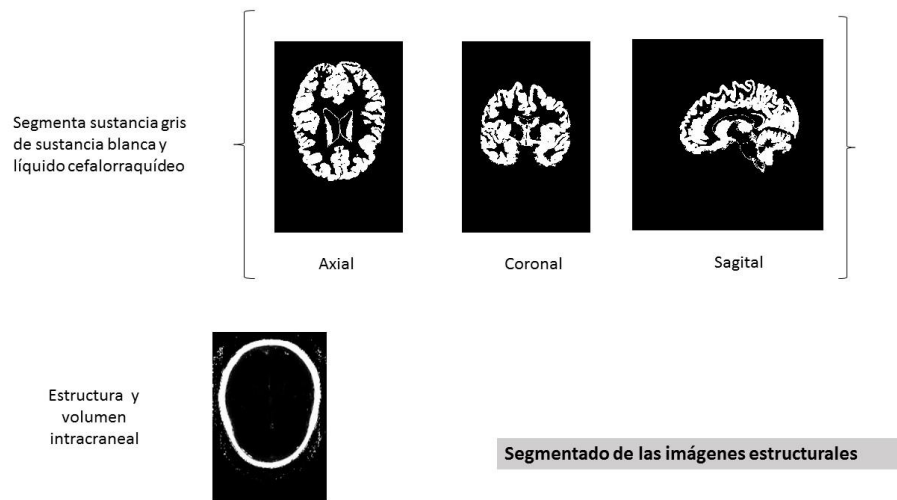 Segmenta sustancia gris
de sustancia blanca y
líquido cefalorraquídeo
Axial
Coronal
Sagital
Estructura y
volumen
intracraneal
Segmentado de las imágenes estructurales